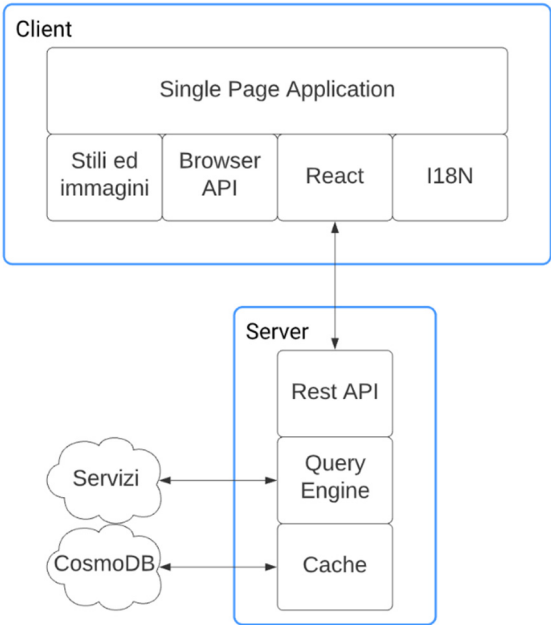 Client
Single Page Application
Stili ed
immagini
Browser
API
React
I18N
Server
Rest API
Servizi
Query
Engine
CosmoDB
Cache